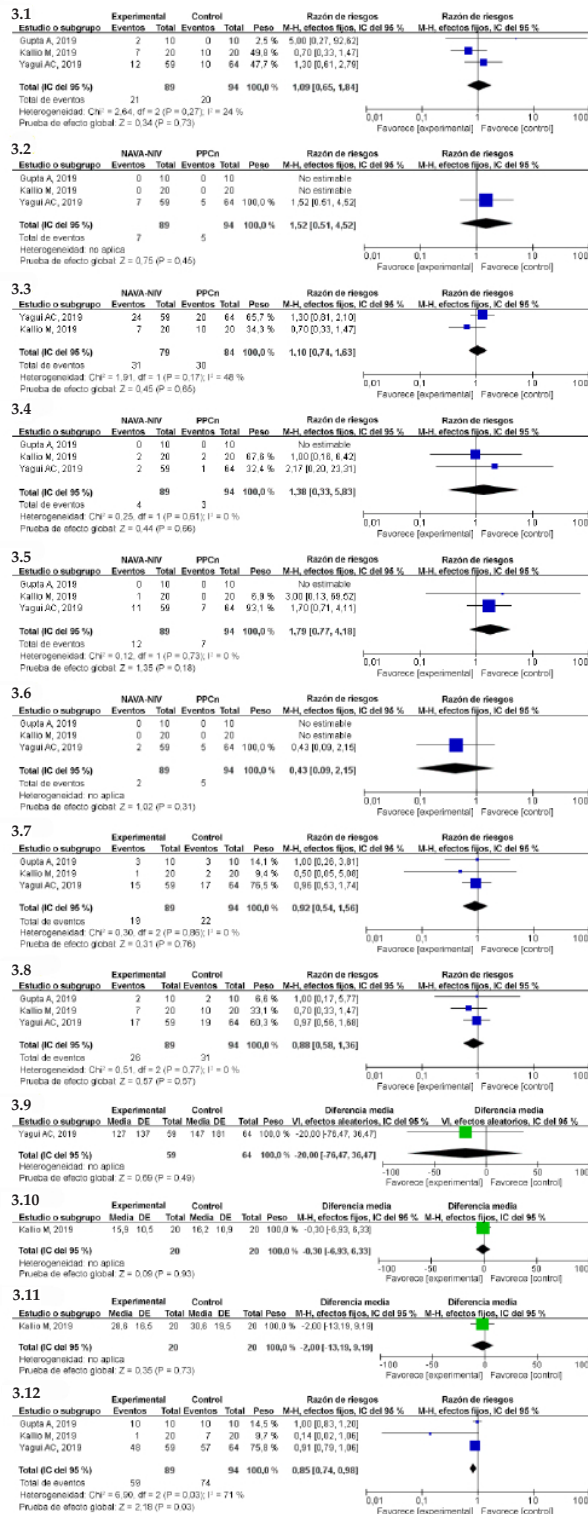 3.1
Experimental Control Razón de riesgos Razón de riesgos
Estudio o subgrupo Eventos Total Eventos Total Peso M-H, efectos fijos, IC del 95 % M-H, efectos fijos, IC del 95 %
Gupta A, 2019 2 10 0 10 2,5 % 5,00 [0,27, 92,62]
Kallio M, 2019 7 20 10 20 49,8 % 0,70 [0,33, 1,47]
Yagui AC, 2019 12 59 10 64 47,7 % 1,30 [0,61, 2,79]
Total (IC del 95 %) 89 94 100,0 % 1,09 [0,65, 1,84]
Total de eventos 21 20
Heterogeneidad: Chi² = 2,64, df = 2 (P = 0,27); I² = 24 %
Prueba de efecto global: Z = 0,34 (P = 0,73)
0,01 0,1 1 10 100
Favorece [experimental] Favorece [control]
3.2
NAVA-NIV PPCn Razón de riesgos Razón de riesgos
Estudio o subgrupo Eventos Total Eventos Total Peso M-H, efectos fijos, IC del 95 % M-H, efectos fijos, IC del 95 %
Gupta A, 2019 0 10 0 10 No estimable
Kallio M, 2019 0 20 0 20 No estimable
Yagui AC, 2019 7 59 5 64 100,0 % 1,52 [0,51, 4,52]
Total (IC del 95 %) 89 94 100,0 % 1,52 [0,51, 4,52]
Total de eventos 7 5
Heterogeneidad: no aplica
Prueba de efecto global: Z = 0,75 (P = 0,45)
0,01 0,1 1 10 100
Favorece [experimental] Favorece [control]
3.3
NAVA-NIV PPCn Razón de riesgos Razón de riesgos
Estudio o subgrupo Eventos Total Eventos Total Peso M-H, efectos fijos, IC del 95 % M-H, efectos fijos, IC del 95 %
Yagui AC, 2019 24 59 20 64 65,7 % 1,30 [0,81, 2,10]
Kallio M, 2019 7 20 10 20 34,3 % 0,70 [0,33, 1,47]
Total (IC del 95 %) 79 84 100,0 % 1,10 [0,74, 1,63]
Total de eventos 31 30
Heterogeneidad: Chi² = 1,91, df = 1 (P = 0,17); I² = 48 %
Prueba de efecto global: Z = 0,45 (P = 0,65)
0,01 0,1 1 10 100
Favorece [experimental] Favorece [control]
3.4
NAVA-NIV PPCn Razón de riesgos Razón de riesgos
Estudio o subgrupo Eventos Total Eventos Total Peso M-H, efectos fijos, IC del 95 % M-H, efectos fijos, IC del 95 %
Gupta A, 2019 0 10 0 10 No estimable
Kallio M, 2019 2 20 2 20 67,6 % 1,00 [0,16, 6,42]
Yagui AC, 2019 2 59 1 64 32,4 % 2,17 [0,20, 23,31]
Total (IC del 95 %) 89 94 100,0 % 1,38 [0,33, 5,83]
Total de eventos 4 3
Heterogeneidad: Chi² = 0,25, df = 1 (P = 0,61); I² = 0 %
Prueba de efecto global: Z = 0,44 (P = 0,66)
0,01 0,1 1 10 100
Favorece [experimental] Favorece [control]
3.5
NAVA-NIV PPCn Razón de riesgos Razón de riesgos
Estudio o subgrupo Eventos Total Eventos Total Peso M-H, efectos fijos, IC del 95 % M-H, efectos fijos, IC del 95 %
Gupta A, 2019 0 10 0 10 No estimable
Kallio M, 2019 1 20 0 20 6,9 % 3,00 [0,13, 69,52]
Yagui AC, 2019 11 59 7 64 93,1 % 1,70 [0,71, 4,11]
Total (IC del 95 %) 89 94 100,0 % 1,79 [0,77, 4,18]
Total de eventos 12 7
Heterogeneidad: Chi² = 0,12, df = 1 (P = 0,73); I² = 0 %
Prueba de efecto global: Z = 1,35 (P = 0,18)
0,01 0,1 1 10 100
Favorece [experimental] Favorece [control]
3.6
NAVA-NIV PPCn Razón de riesgos Razón de riesgos
Estudio o subgrupo Eventos Total Eventos Total Peso M-H, efectos fijos, IC del 95 % M-H, efectos fijos, IC del 95 %
Gupta A, 2019 0 10 0 10 No estimable
Kallio M, 2019 0 20 0 20 No estimable
Yagui AC, 2019 2 59 5 64 100,0 % 0,43 [0,09, 2,15]
Total (IC del 95 %) 89 94 100,0 % 0,43 [0,09, 2,15]
Total de eventos 2 5
Heterogeneidad: no aplica
Prueba de efecto global: Z = 1,02 (P = 0,31)
0,01 0,1 1 10 100
Favorece [experimental] Favorece [control]
3.7
Experimental Control Razón de riesgos Razón de riesgos
Estudio o subgrupo Eventos Total Eventos Total Peso M-H, efectos fijos, IC del 95 % M-H, efectos fijos, IC del 95 %
Gupta A, 2019 3 10 3 10 14,1 % 1,00 [0,26, 3,81]
Kallio M, 2019 1 20 2 20 9,4 % 0,50 [0,05, 5,08]
Yagui AC, 2019 15 59 17 64 76,5 % 0,96 [0,53, 1,74]
Total (IC del 95 %) 89 94 100,0 % 0,92 [0,54, 1,56]
Total de eventos 19 22
Heterogeneidad: Chi² = 0,30, df = 2 (P = 0,86); I² = 0 %
Prueba de efecto global: Z = 0,31 (P = 0,76)
0,01 0,1 1 10 100
Favorece [experimental] Favorece [control]
3.8
Experimental Control Razón de riesgos Razón de riesgos
Estudio o subgrupo Eventos Total Eventos Total Peso M-H, efectos fijos, IC del 95 % M-H, efectos fijos, IC del 95 %
Gupta A, 2019 2 10 2 10 6,6 % 1,00 [0,17, 5,77]
Kallio M, 2019 7 20 10 20 33,1 % 0,70 [0,33, 1,47]
Yagui AC, 2019 17 59 19 64 60,3 % 0,97 [0,56, 1,68]
Total (IC del 95 %) 89 94 100,0 % 0,88 [0,58, 1,36]
Total de eventos 26 31
Heterogeneidad: Chi² = 0,51, df = 2 (P = 0,77); I² = 0 %
Prueba de efecto global: Z = 0,57 (P = 0,57)
0,01 0,1 1 10 100
Favorece [experimental] Favorece [control]
3.9
Experimental Control Diferencia media Diferencia media
Estudio o subgrupo Media DE Total Media DE Total Peso VI, efectos aleatorios, IC del 95 % VI, efectos aleatorios, IC del 95 %
Yagui AC, 2019 127 137 59 147 181 64 100,0 % -20,00 [-76,47, 36,47]
Total (IC del 95 %) 59 64 100,0 % -20,00 [-76,47, 36,47]
Heterogeneidad: no aplica
Prueba de efecto global: Z = 0,69 (P = 0,49)
-100 -50 0 50 100
Favorece [experimental] Favorece [control]
3.10
Experimental Control Diferencia media Diferencia media
Estudio o subgrupo Media DE Total Media DE Total Peso M-H, efectos fijos, IC del 95 % M-H, efectos fijos, IC del 95 %
Kallio M, 2019 15,9 10,5 20 16,2 10,9 20 100,0 % -0,30 [-6,93, 6,33]
Total (IC del 95 %) 20 20 100,0 % -0,30 [-6,93, 6,33]
Heterogeneidad: no aplica
Prueba de efecto global: Z = 0,09 (P = 0,93)
-100 -50 0 50 100
Favorece [experimental] Favorece [control]
3.11
Experimental Control Diferencia media Diferencia media
Estudio o subgrupo Media DE Total Media DE Total Peso M-H, efectos fijos, IC del 95 % M-H, efectos fijos, IC del 95 %
Kallio M, 2019 28,6 16,5 20 30,6 19,5 20 100,0 % -2,00 [-13,19, 9,19]
Total (IC del 95 %) 20 20 100,0 % -2,00 [-13,19, 9,19]
Heterogeneidad: no aplica
Prueba de efecto global: Z = 0,35 (P = 0,73)
-100 -50 0 50 100
Favorece [experimental] Favorece [control]
3.12
Experimental Control Razón de riesgos Razón de riesgos
Estudio o subgrupo Eventos Total Eventos Total Peso M-H, efectos fijos, IC del 95 % M-H, efectos fijos, IC del 95 %
Gupta A, 2019 10 10 10 10 14,5 % 1,00 [0,83, 1,20]
Kallio M, 2019 1 20 7 20 9,7 % 0,14 [0,02, 1,06]
Yagui AC, 2019 48 59 57 64 75,8 % 0,91 [0,79, 1,06]
Total (IC del 95 %) 89 94 100,0 % 0,85 [0,74, 0,98]
Total de eventos 59 74
Heterogeneidad: Chi² = 6,90, df = 2 (P = 0,03); I² = 71 %
Prueba de efecto global: Z = 2,18 (P = 0,03)
0,01 0,1 1 10 100
Favorece [experimental] Favorece [control]